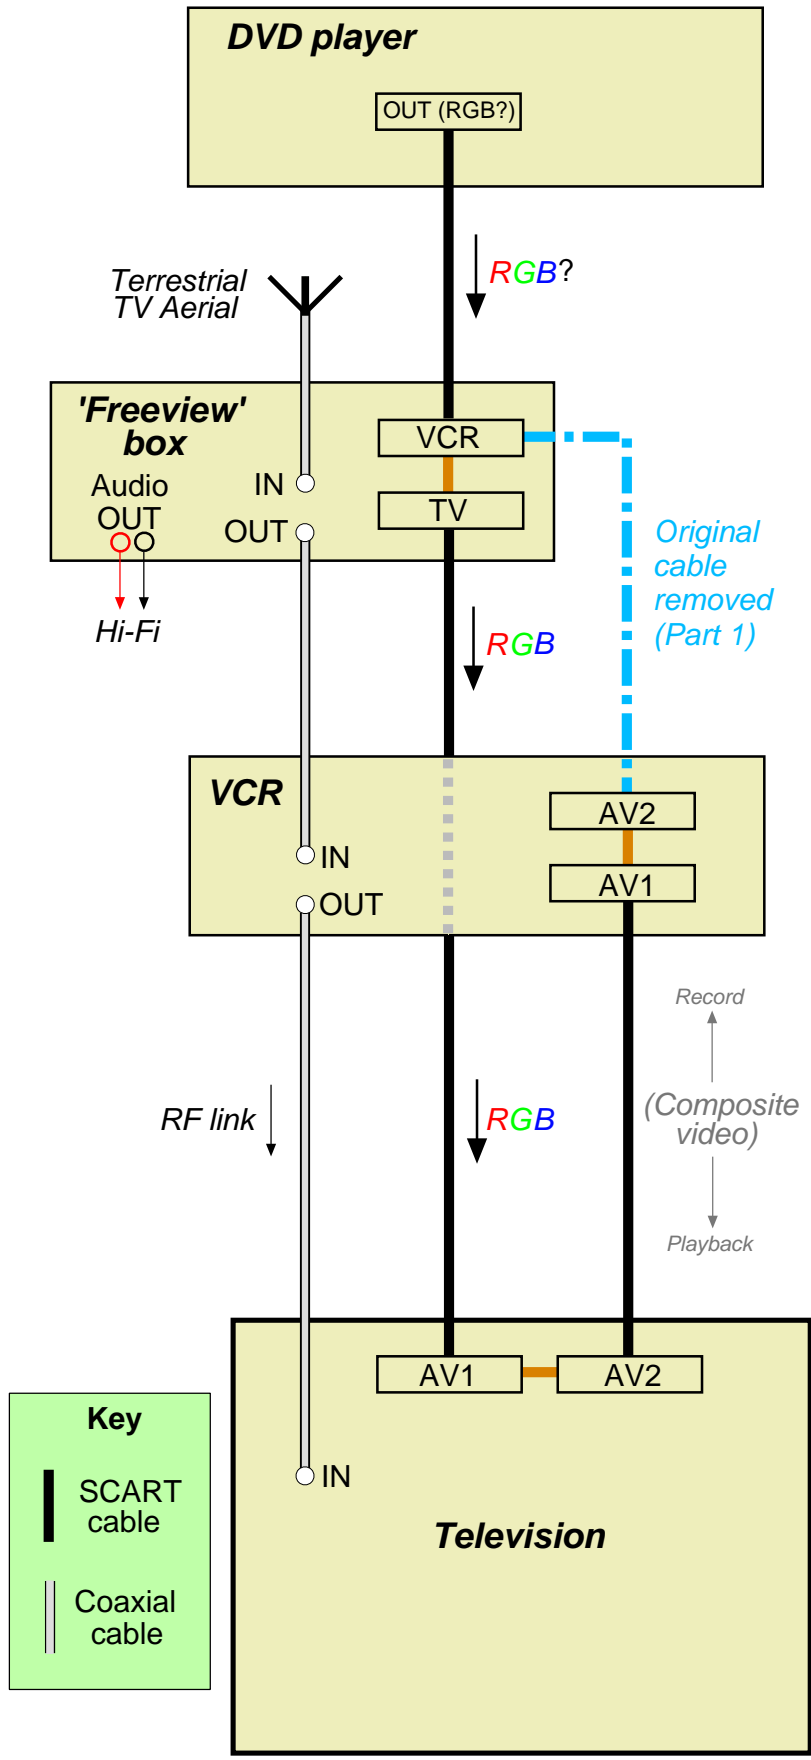 DVD player
OUT (RGB?)
RGB?
Terrestrial
TV Aerial
'Freeview'
box
Audio
OUT
IN
OUT
VCR
TV
Hi-Fi
Original
cable
removed
(Part 1)
RGB
VCR
IN
OUT
AV2
AV1
Record
(Composite
video)
Playback
RF link
RGB
AV1
AV2
IN
Television
Key
SCART
cable
Coaxial
cable